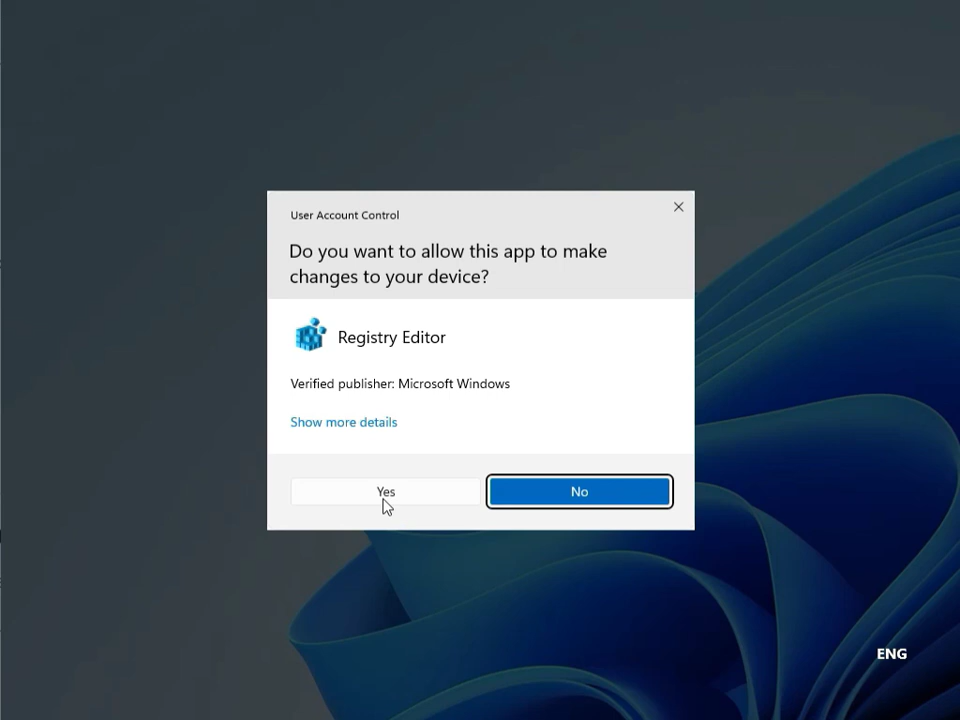 User Account Control
Do you want to allow this app to make
changes to your device?
Registry Editor
Verified publisher: Microsoft Windows
Show more details
Yes
No
ENG